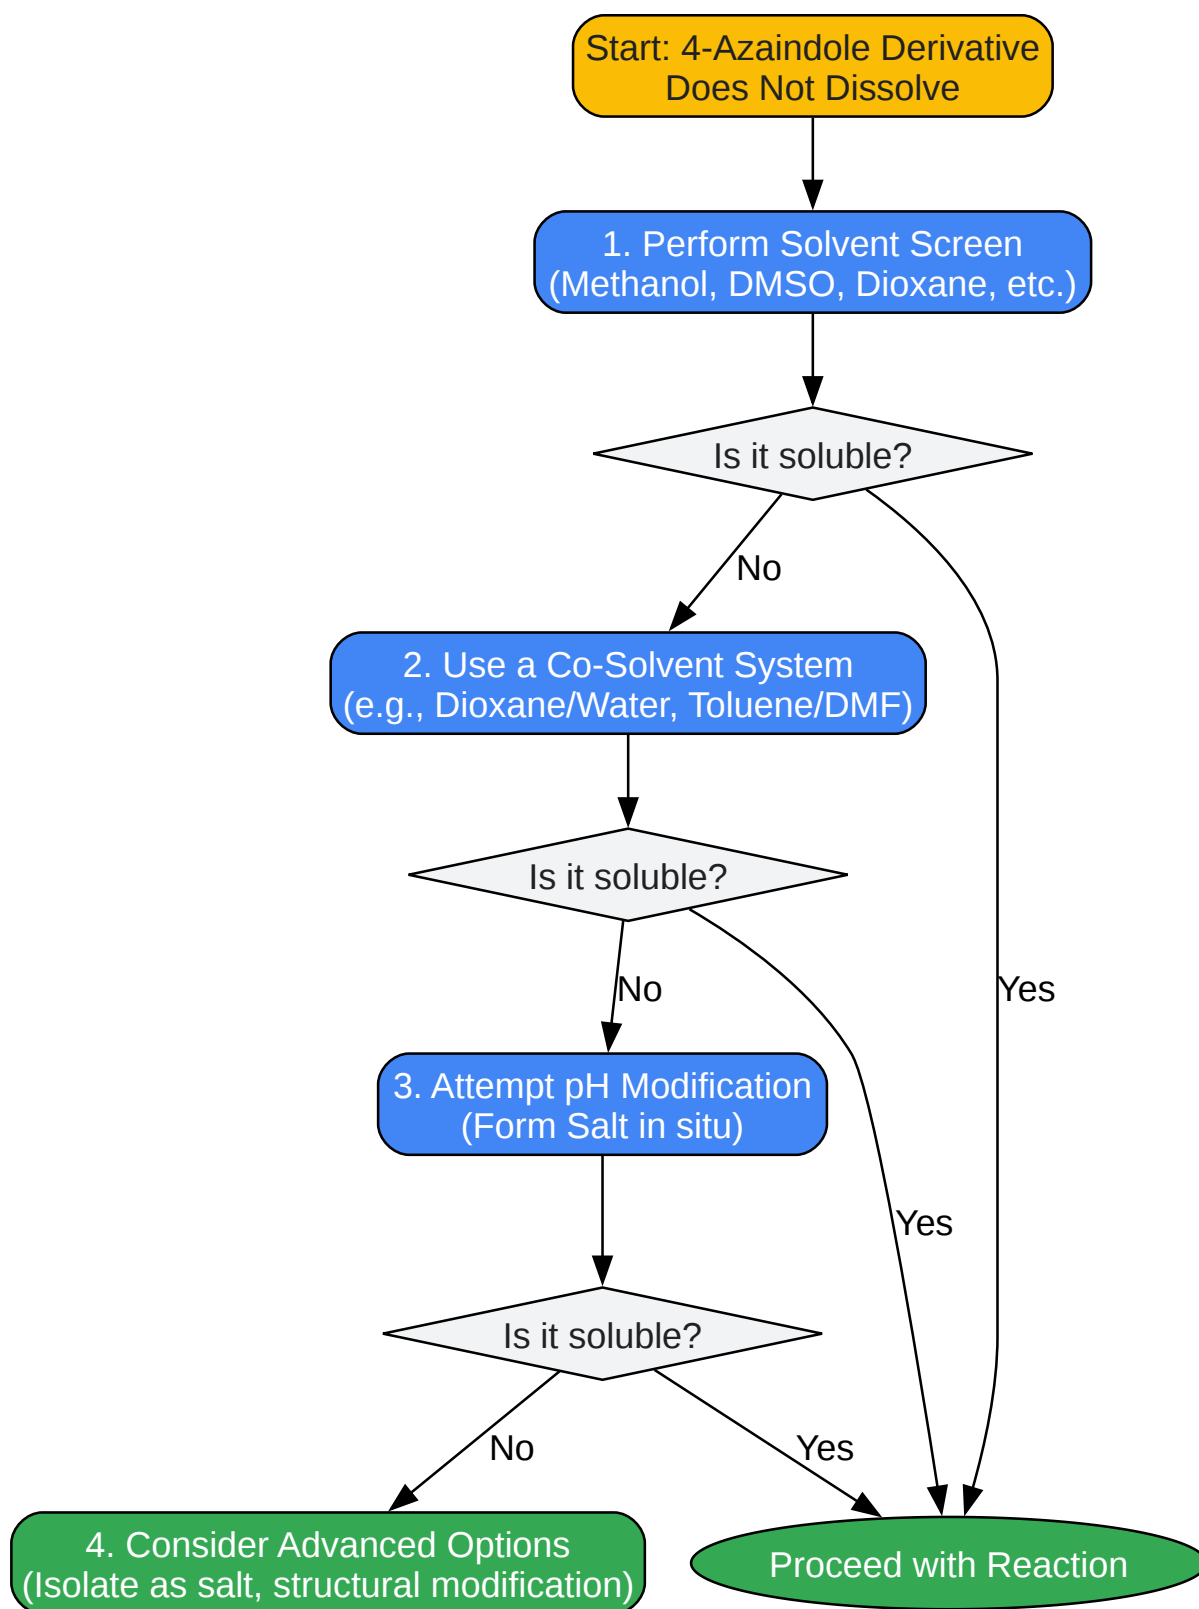 Start: 4-Azaindole Derivative
Does Not Dissolve
1. Perform Solvent Screen
(Methanol, DMSO, Dioxane, etc.)
Is it soluble?
No
2. Use a Co-Solvent System
(e.g., Dioxane/Water, Toluene/DMF)
Is it soluble?
No
Yes
3. Attempt pH Modification
(Form Salt in situ)
Yes
Is it soluble?
No
Yes
4. Consider Advanced Options
(Isolate as salt, structural modification)
Proceed with Reaction